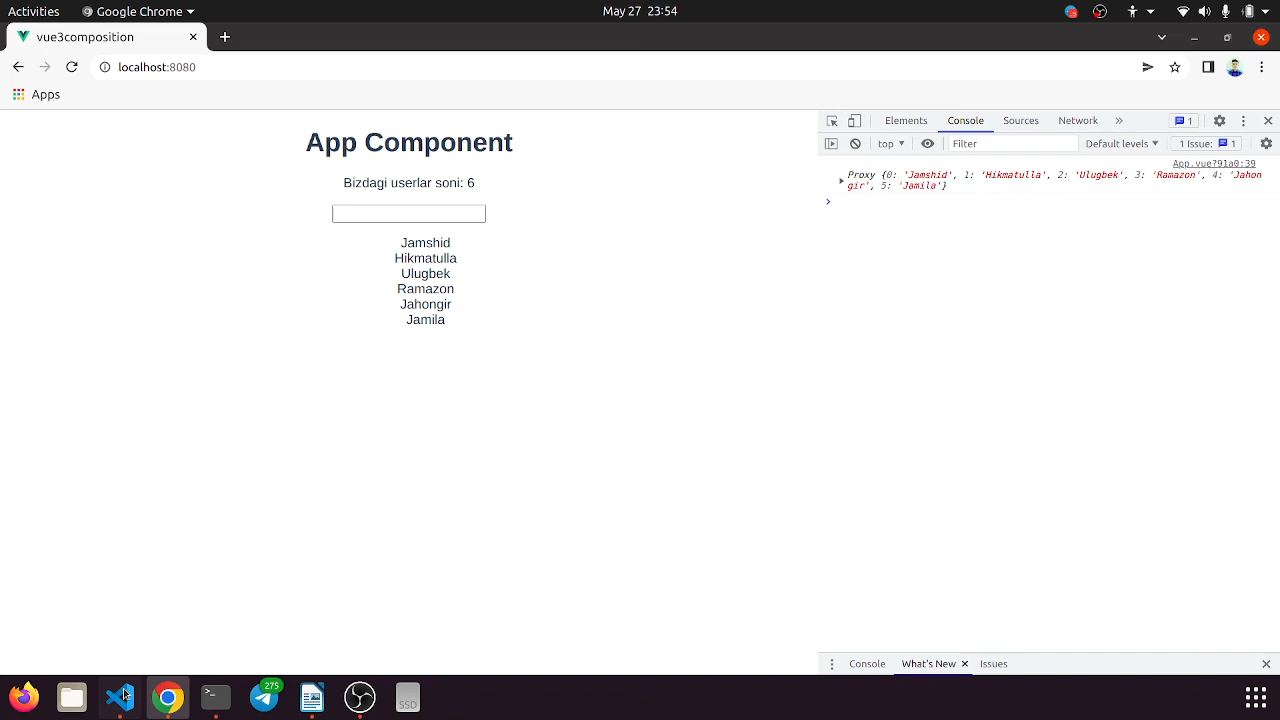 Activities
Google Chrome
May 27 23:54
vue3composition
localhost:8080
Apps
App Component
Bizdagi userlar soni: 6
Jamshid
Hikmatulla
Ulugbek
Ramazon
Jahongir
Jamila
Elements
Console
Sources
Network
1
top
Filter
Default levels
1 Issue: 1
App.vue?91a0:39
Proxy {0: 'Jamshid', 1: 'Hikmatulla', 2: 'Ulugbek', 3: 'Ramazon', 4: 'Jahon
gir', 5: 'Jamila'}
Console
What's New
Issues
275
SSD